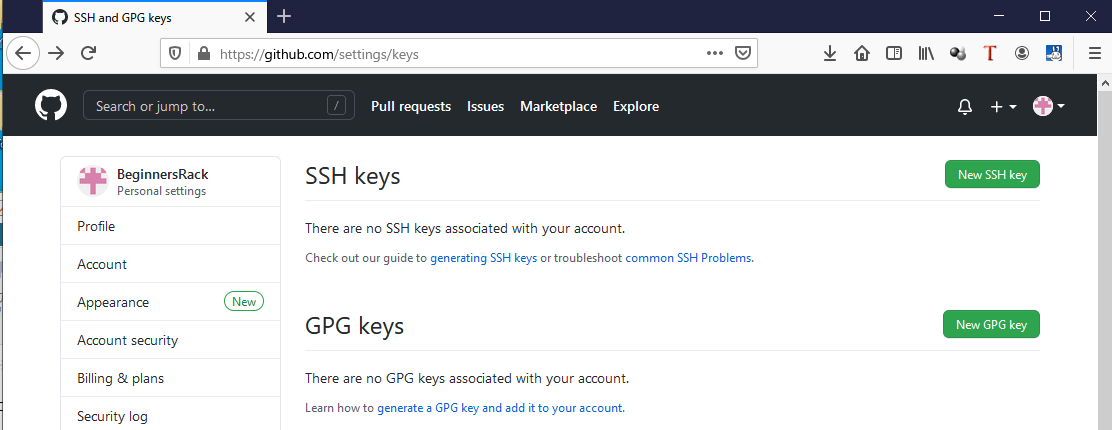 SSH and GPG keys
https://github.com/settings/keys
Search or jump to... /
Pull requests Issues Marketplace Explore
BeginnersRack
Personal settings
Profile
Account
Appearance New
Account security
Billing & plans
Security log
SSH keys
New SSH key
There are no SSH keys associated with your account.
Check out our guide to generating SSH keys or troubleshoot common SSH Problems.
GPG keys
New GPG key
There are no GPG keys associated with your account.
Learn how to generate a GPG key and add it to your account.